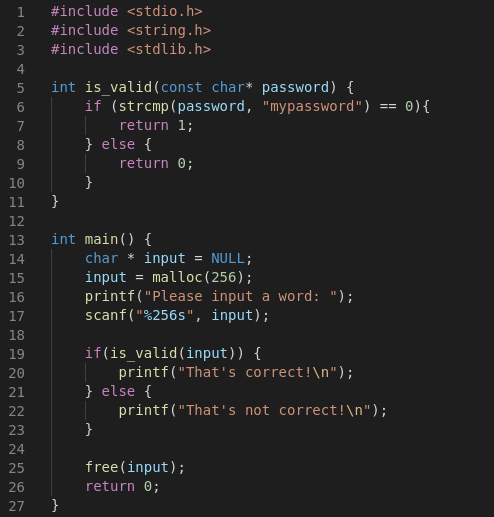 1 #include <stdio.h>
2 #include <string.h>
3 #include <stdlib.h>
4
5 int is_valid(const char* password) {
6     if (strcmp(password, "mypassword") == 0){
7         return 1;
8     } else {
9         return 0;
10     }
11 }
12
13 int main() {
14     char * input = NULL;
15     input = malloc(256);
16     printf("Please input a word: ");
17     scanf("%256s", input);
18
19     if(is_valid(input)) {
20         printf("That's correct!\n");
21     } else {
22         printf("That's not correct!\n");
23     }
24
25     free(input);
26     return 0;
27 }